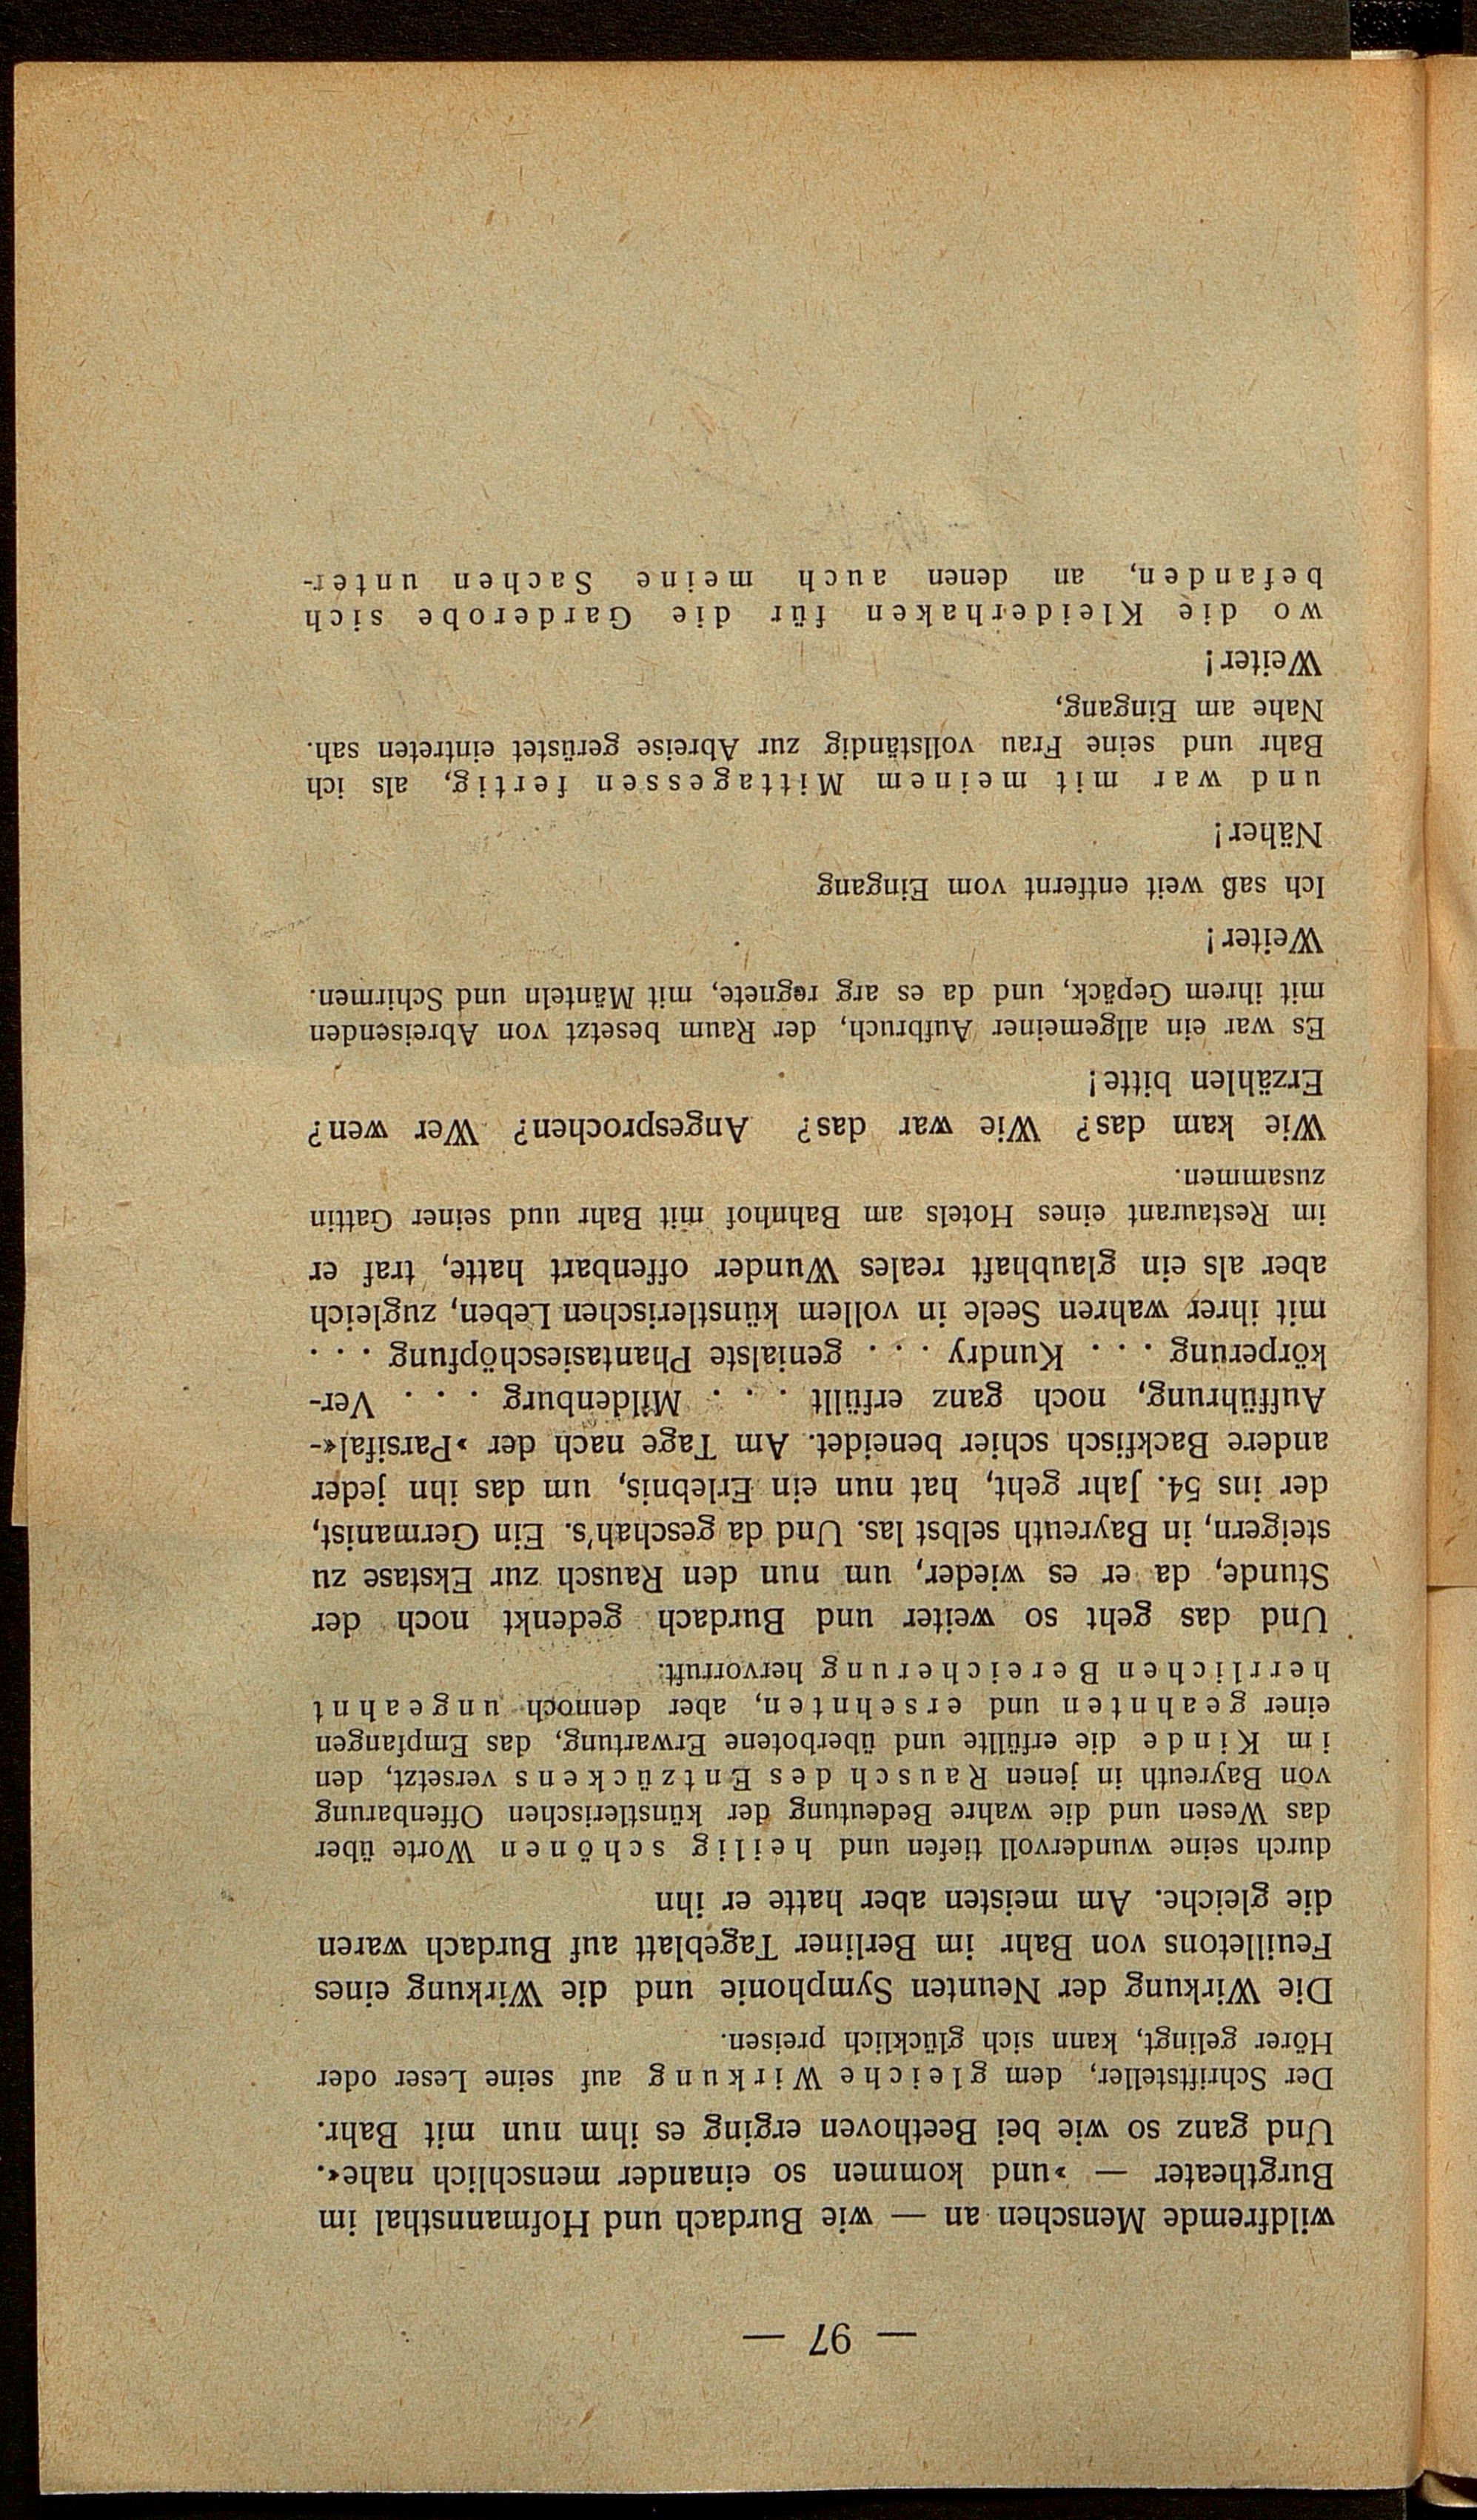 — 97 —
wildfremde Menschen an — wie Burdach und Hofmannsthal im
Burgtheater — »und kommen so einander menschlich nahe«.
Und ganz so wie bei Beethoven erging es ihm nun mit Bahr.
Der Schriftsteller, dem gleiche Wirkung auf seine Leser oder
Hörer gelingt, kann sich glücklich preisen.
Die Wirkung der Neunten Symphonie und die Wirkung eines
Feuilletons von Bahr im Berliner Tageblatt auf Burdach waren
die gleiche. Am meisten aber hatte er ihn
durch seine wundervoll tiefen und heilig schönen Worte über
das Wesen und die wahre Bedeutung der künstlerischen Offenbarung
von Bayreuth in jenen Rausch des Entzückens versetzt, den
im Kinde die erfüllte und überbotene Erwartung, das Empfangen
einer geahnten und ersehnten, aber dennoch ungeahnt
herrlichen Bereicherung hervorruft.
Und das geht so weiter und Burdach gedenkt noch der
Stunde, da er es wieder, um nun den Rausch zur Ekstase zu
steigern, in Bayreuth selbst las. Und da geschah's. Ein Germanist,
der ins 54. Jahr geht, hat nun ein Erlebnis, um das ihn jeder
andere Backfisch schier beneidet. Am Tage nach der »Parsifal«-
Aufführung, noch ganz erfüllt . . . Mildenburg . . . Ver-
körperung . . . Kundry . . . genialste Phantasieschöpfung . . .
mit ihrer wahren Seele in vollem künstlerischen Leben, zugleich
aber als ein glaubhaft reales Wunder offenbart hatte, traf er
im Restaurant eines Hotels am Bahnhof mit Bahr uud seiner Gattin
zusammen.
Wie kam das? Wie war das? Angesprochen? Wer wen?
Erzählen bitte!
Es war ein allgemeiner Aufbruch, der Raum besetzt von Abreisenden
mit ihrem Gepäck, und da es arg regnete, mit Mänteln und Schirmen.
Weiter!
Ich saß weit entfernt vom Eingang
Näher!
und war mit meinem Mittagessen fertig, als ich
Bahr und seine Frau vollständig zur Abreise gerüstet eintreten sah.
Nahe am Eingang,
Weiter!
wo die Kleiderhaken für die Garderobe sich
befanden, an denen auch meine Sachen unter-